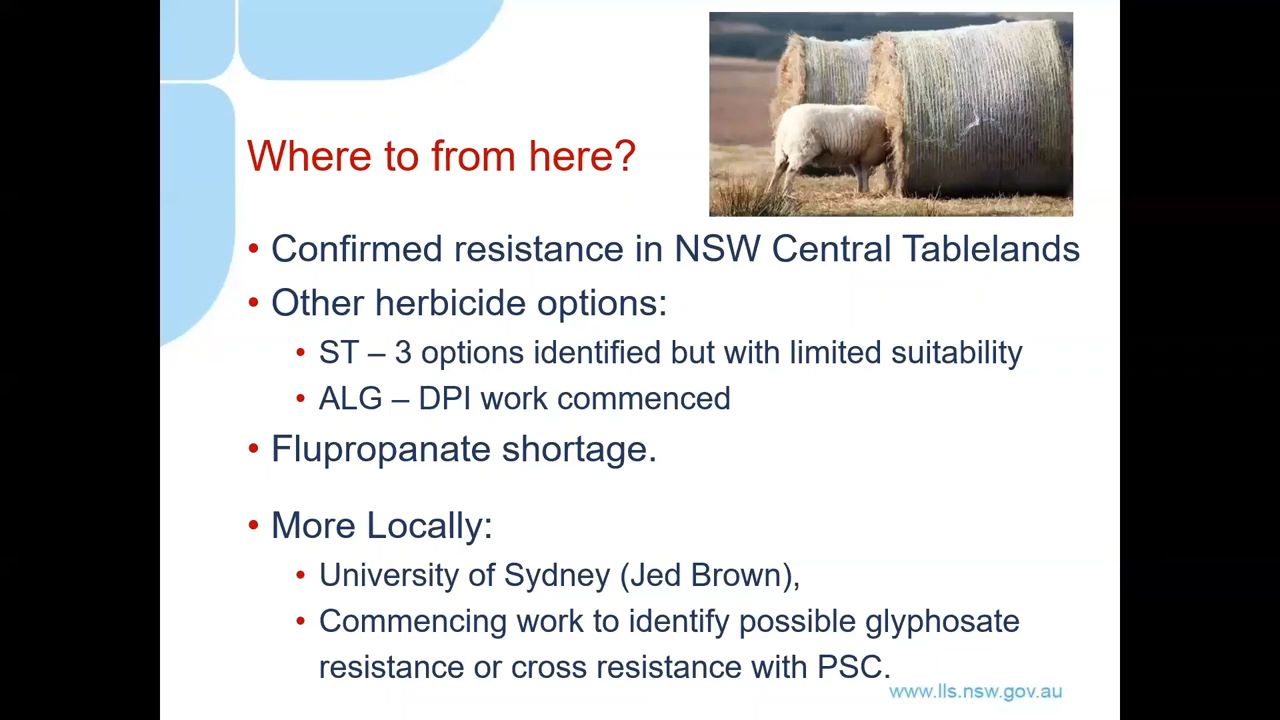 Where to from here?
• Confirmed resistance in NSW Central Tablelands
• Other herbicide options:
• ST – 3 options identified but with limited suitability
• ALG – DPI work commenced
• Flupropanate shortage.
• More Locally:
• University of Sydney (Jed Brown),
• Commencing work to identify possible glyphosate
resistance or cross resistance with PSC.
www.lls.nsw.gov.au